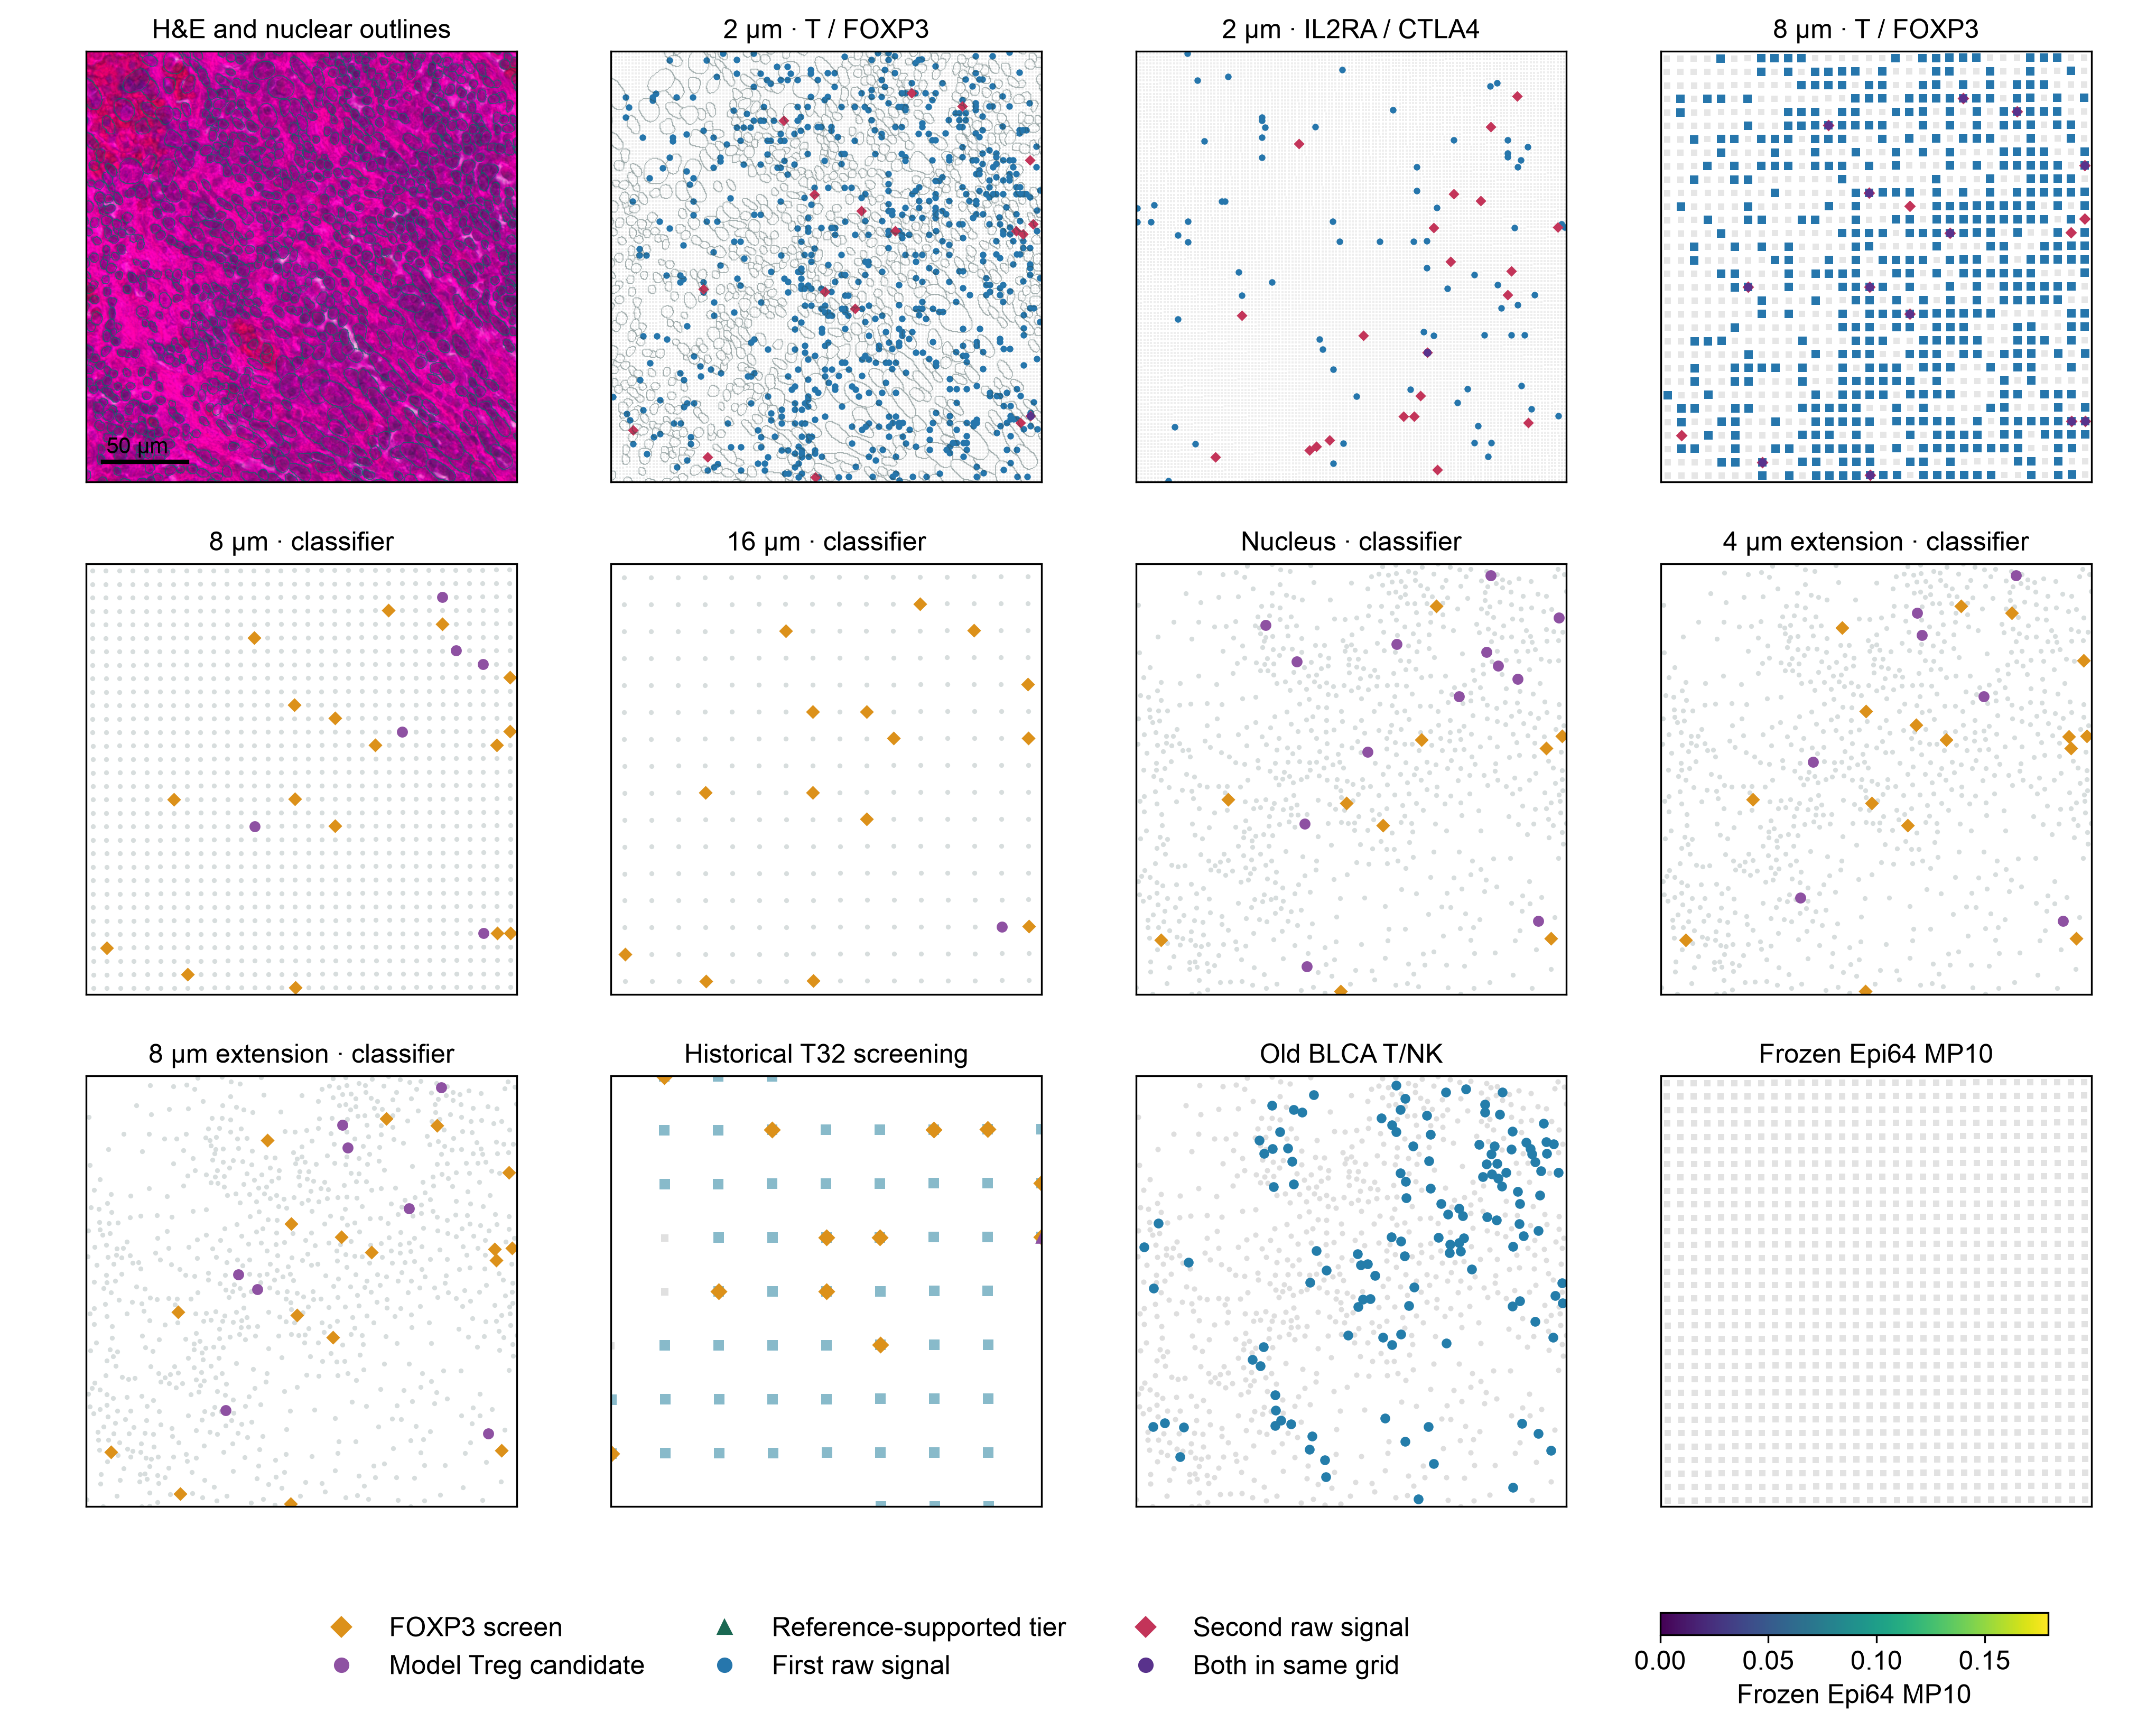 H&E and nuclear outlines
2 µm · T / FOXP3
2 µm · IL2RA / CTLA4
8 µm · T / FOXP3
50 µm
8 µm · classifier
16 µm · classifier
Nucleus · classifier
4 µm extension · classifier
8 µm extension · classifier
Historical T32 screening
Old BLCA T/NK
Frozen Epi64 MP10
FOXP3 screen
Reference-supported tier
Second raw signal
Model Treg candidate
First raw signal
Both in same grid
0.00 0.05 0.10 0.15
Frozen Epi64 MP10